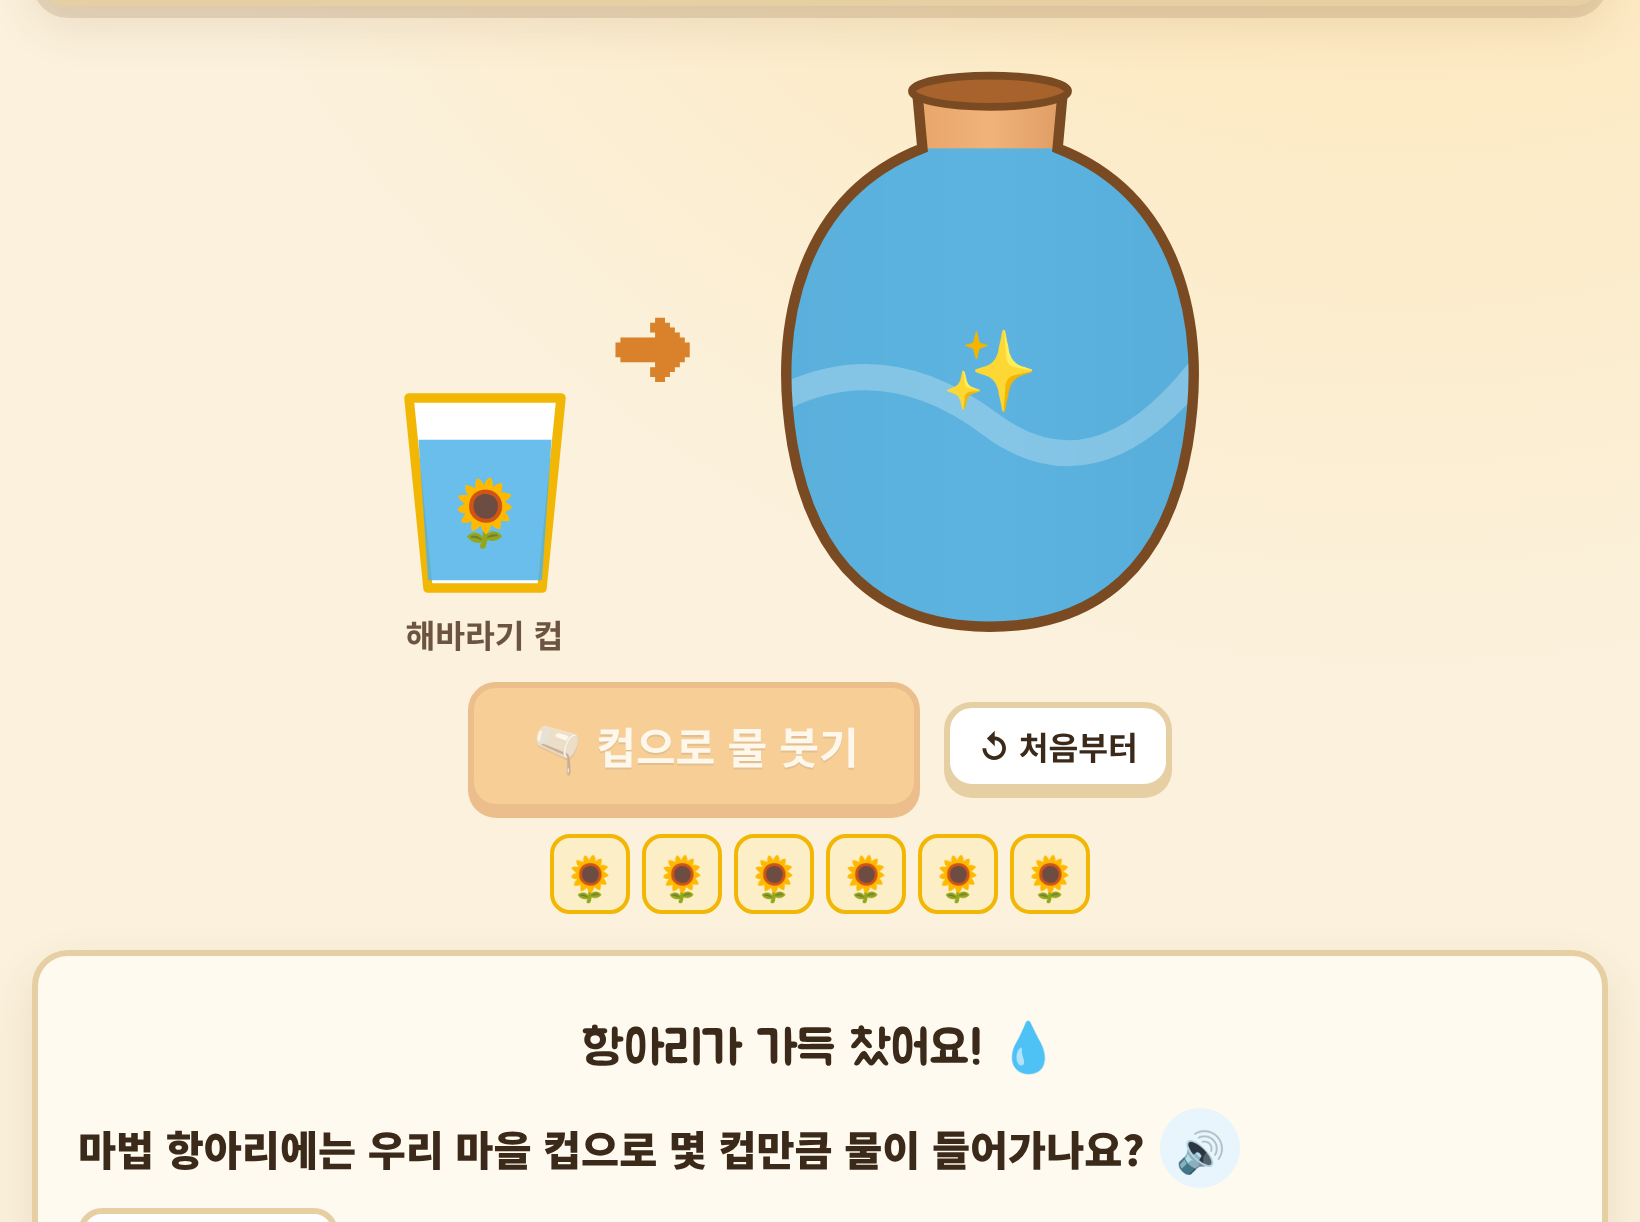 해바라기 컵
컵으로 물 붓기
처음부터
항아리가 가득 찼어요!
마법 항아리에는 우리 마을 컵으로 몇 컵만큼 물이 들어가나요?